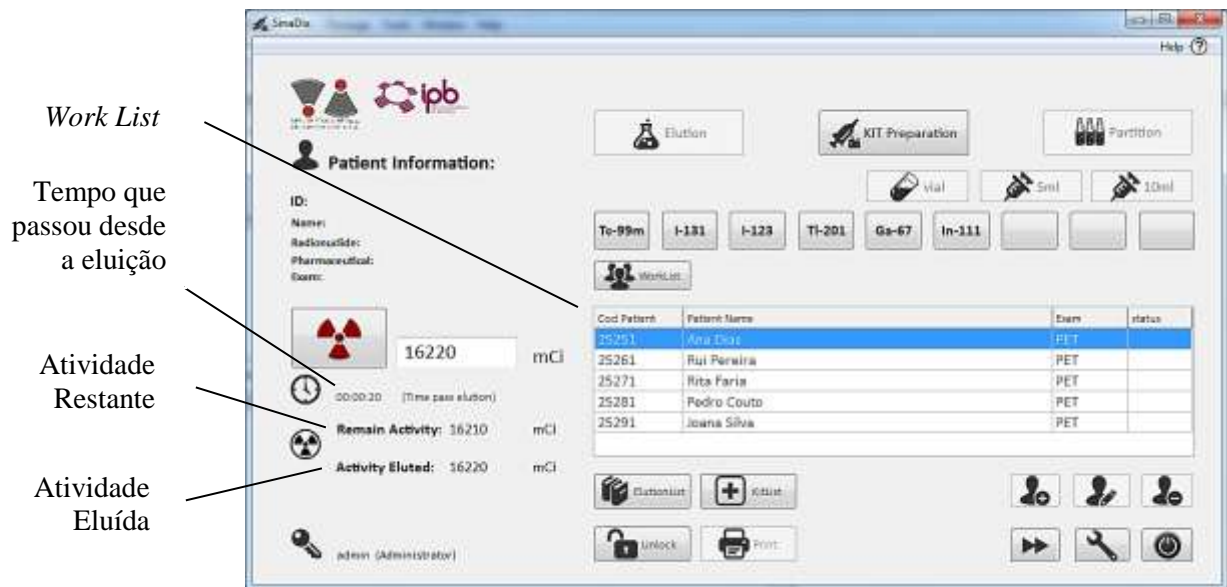 SinaDix
Help
ipb
Work List
Tempo que
passou desde
a eluição
Atividade
Restante
Atividade
Eluída
Patient Information:
ID:
Name:
Radionuclide:
Pharmaceutical:
Exam:
16220 mCi
00:00:20 (Time pass elution)
Remain Activity: 16210 mCi
Activity Eluted: 16220 mCi
admin (Administrator)
Elution KIT Preparation Partition
vial 5ml 10ml
Tc-99m I-131 I-123 Tl-201 Ga-67 In-111
WorkList
Cod Patient Patient Name Exam status
25251 Ana Dias PET
25261 Rui Pereira PET
25271 Rita Faria PET
25281 Pedro Couto PET
25291 Joana Silva PET
ElutionList KitList
Unlock Print